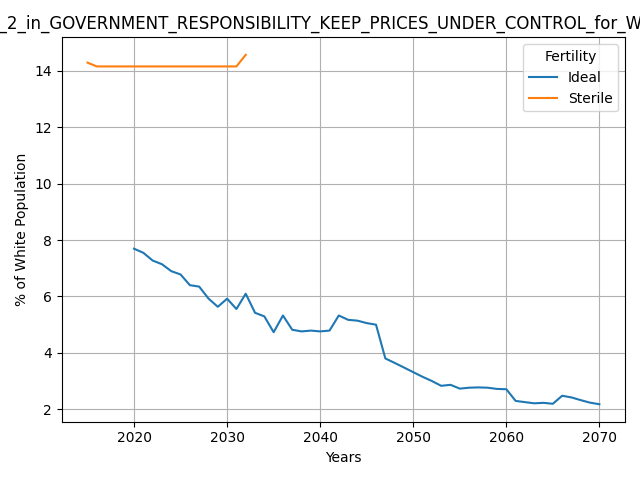 _2_in_GOVERNMENT_RESPONSIBILITY_KEEP_PRICES_UNDER_CONTROL_for_W
Fertility
Ideal
Sterile
% of White Population
14
12
10
8
6
4
2
2020 2030 2040 2050 2060 2070
Years